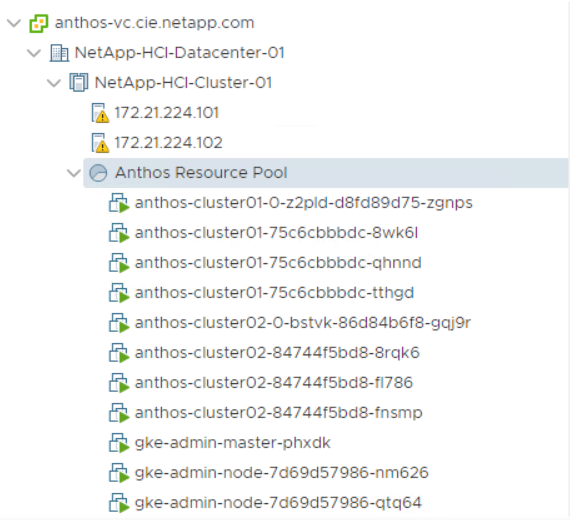 anthos-vc.cie.netapp.com
NetApp-HCI-Datacenter-01
NetApp-HCI-Cluster-01
172.21.224.101
172.21.224.102
Anthos Resource Pool
anthos-cluster01-0-z2pld-d8fd89d75-zgnps
anthos-cluster01-75c6cbbbdc-8wk6l
anthos-cluster01-75c6cbbbdc-qhnnd
anthos-cluster01-75c6cbbbdc-tthgd
anthos-cluster02-0-bstvk-86d84b6f8-gqj9r
anthos-cluster02-84744f5bd8-8rqk6
anthos-cluster02-84744f5bd8-fl786
anthos-cluster02-84744f5bd8-fnsmp
gke-admin-master-phxdk
gke-admin-node-7d69d57986-nm626
gke-admin-node-7d69d57986-qtq64